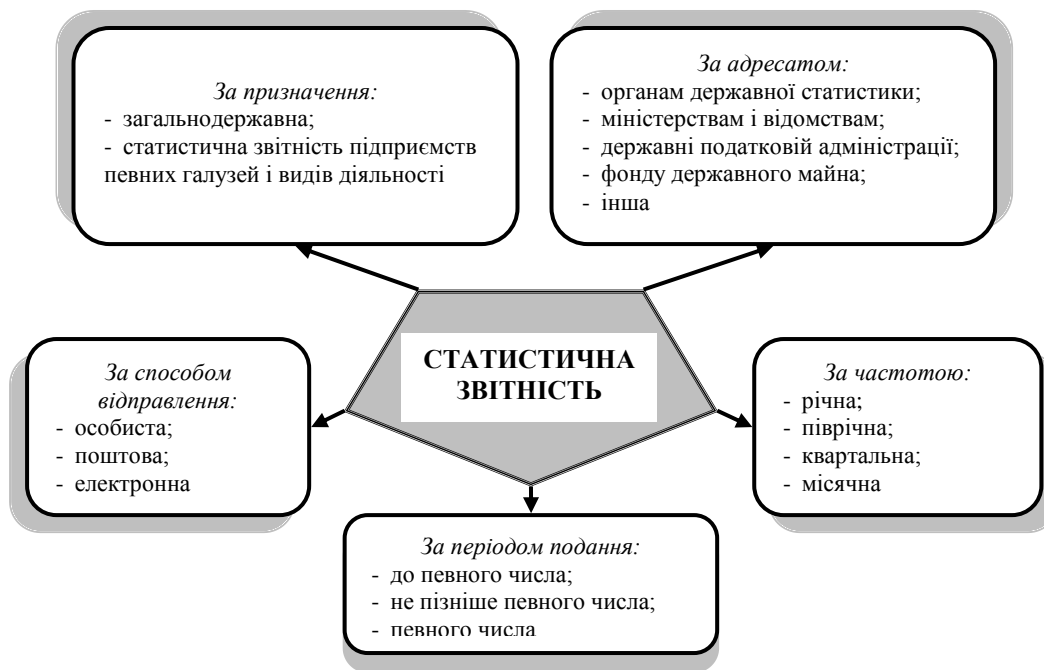 За призначення:
- загальнодержавна;
- статистична звітність підприємств
певних галузей і видів діяльності
За адресатом:
- органам державної статистики;
- міністерствам і відомствам;
- державні податковій адміністрації;
- фонду державного майна;
- інша
СТАТИСТИЧНА
ЗВІТНІСТЬ
За способом
відправлення:
- особиста;
- поштова;
- електронна
За частотою:
- річна;
- піврічна;
- квартальна;
- місячна
За періодом подання:
- до певного числа;
- не пізніше певного числа;
- певного числа